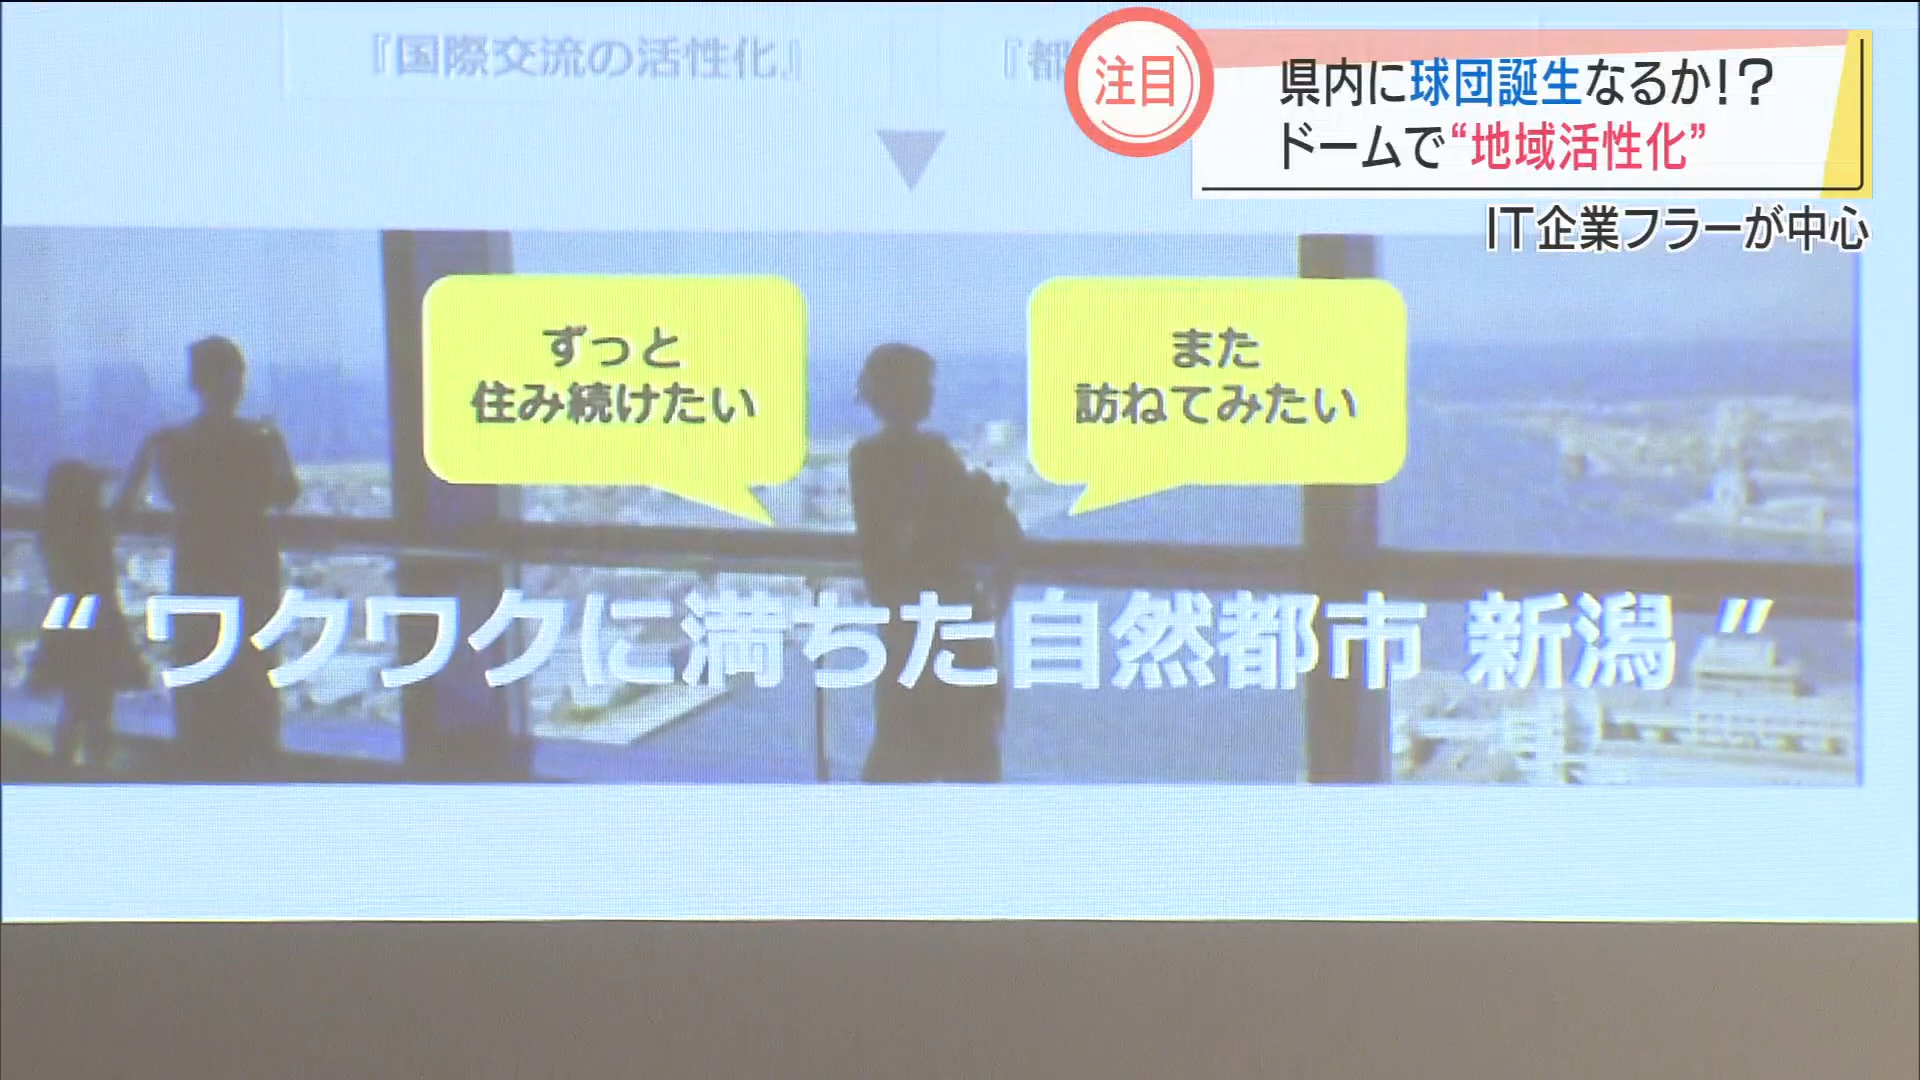 『国際交流の活性化』
『都
注目
県内に球団誕生なるか!?
ドームで“地域活性化”
IT企業フラーが中心
ずっと
住み続けたい
また
訪ねてみたい
“ワクワクに満ちた自然都市 新潟”